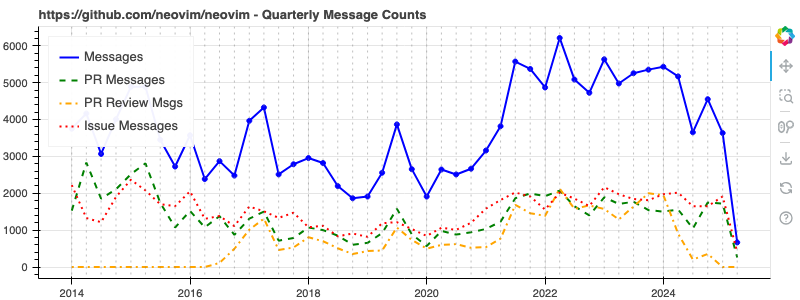 https://github.com/neovim/neovim - Quarterly Message Counts
Messages
PR Messages
PR Review Msgs
Issue Messages
6000
5000
4000
3000
2000
1000
0
2014 2016 2018 2020 2022 2024